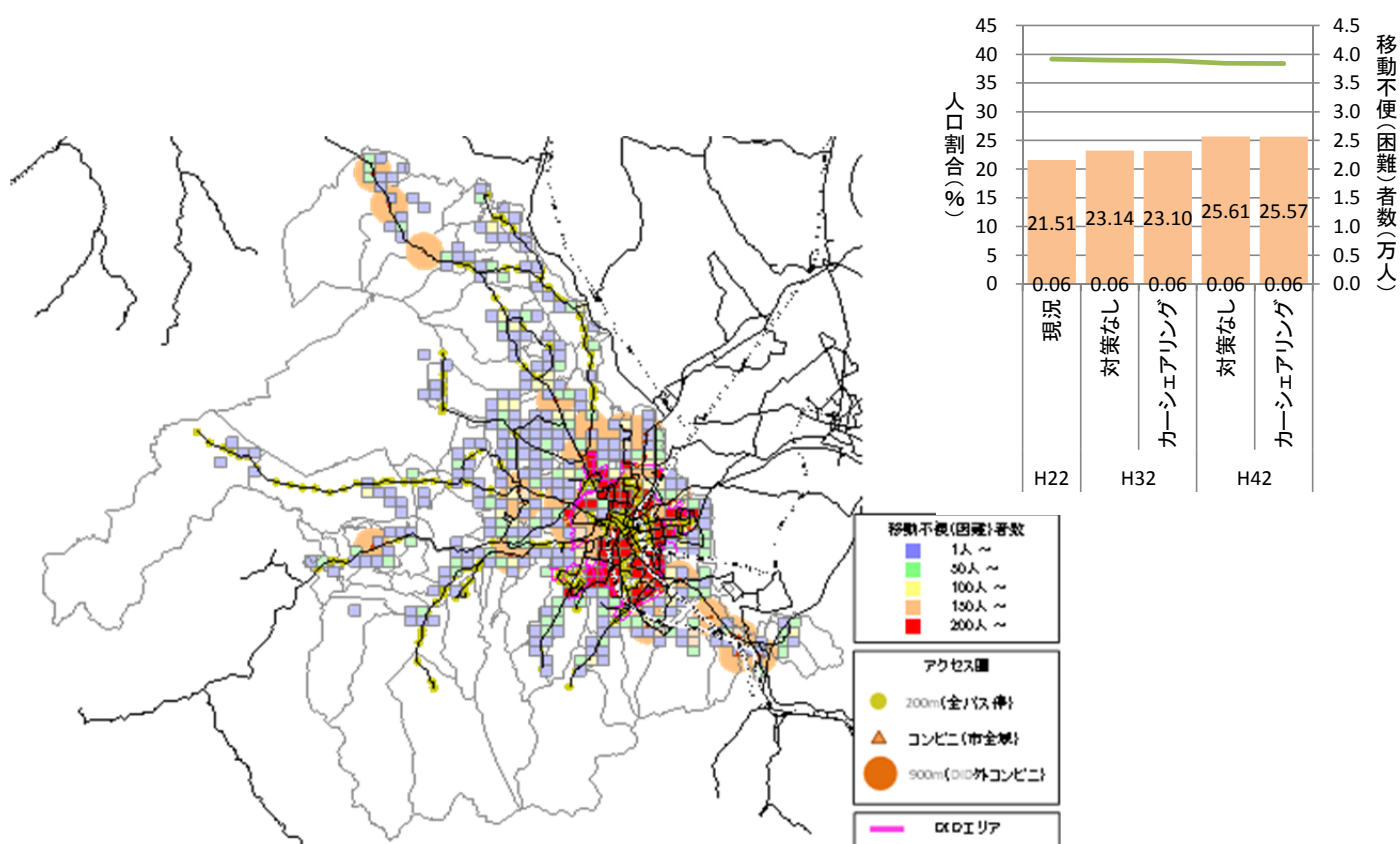 45
40
35
30
25
20
15
10
5
0
人口割合(%)
4.5
4.0
3.5
3.0
2.5
2.0
1.5
1.0
0.5
0.0
移動不便(困難)者数(万人)
21.51
23.14
23.10
25.61
25.57
0.06
0.06
0.06
0.06
0.06
現況
対策なし
カーシェアリング
対策なし
カーシェアリング
H22
H32
H42
移動不便(困難)者数
1人 ~
50人 ~
100人 ~
150人 ~
200人 ~
アクセス圏
200m(全バス停)
コンビニ(市全域)
900m(DID外コンビニ)
DIDエリア